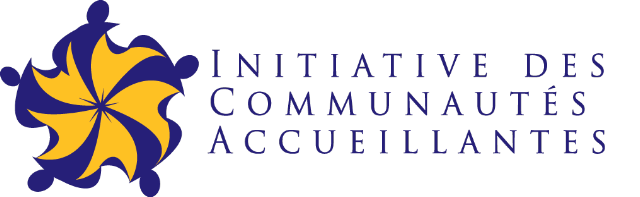 INITIATIVE DES
COMMUNAUTÉS
ACCUEILLANTES